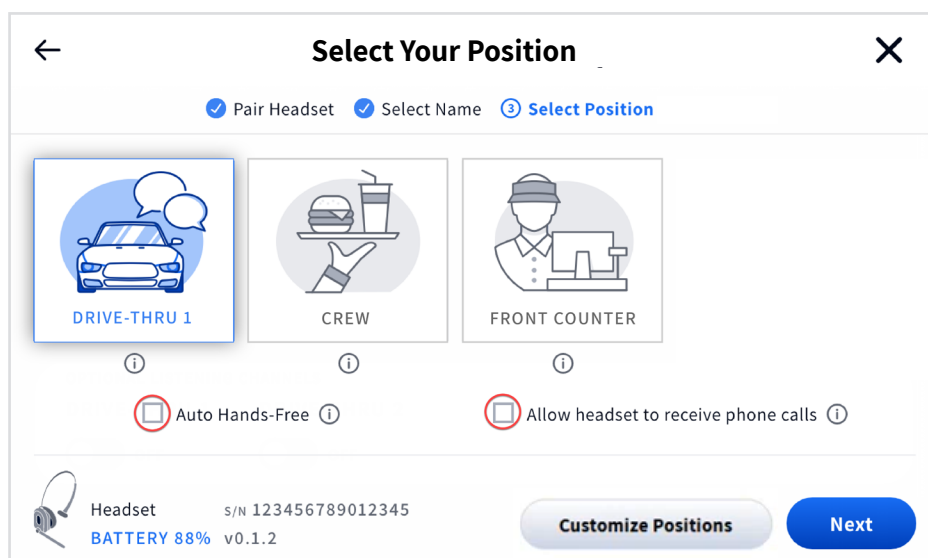 Select Your Position
Pair Headset Select Name 3 Select Position
DRIVE-THRU 1 CREW FRONT COUNTER
Auto Hands-Free Allow headset to receive phone calls
Headset S/N 123456789012345
BATTERY 88% v0.1.2
Customize Positions Next